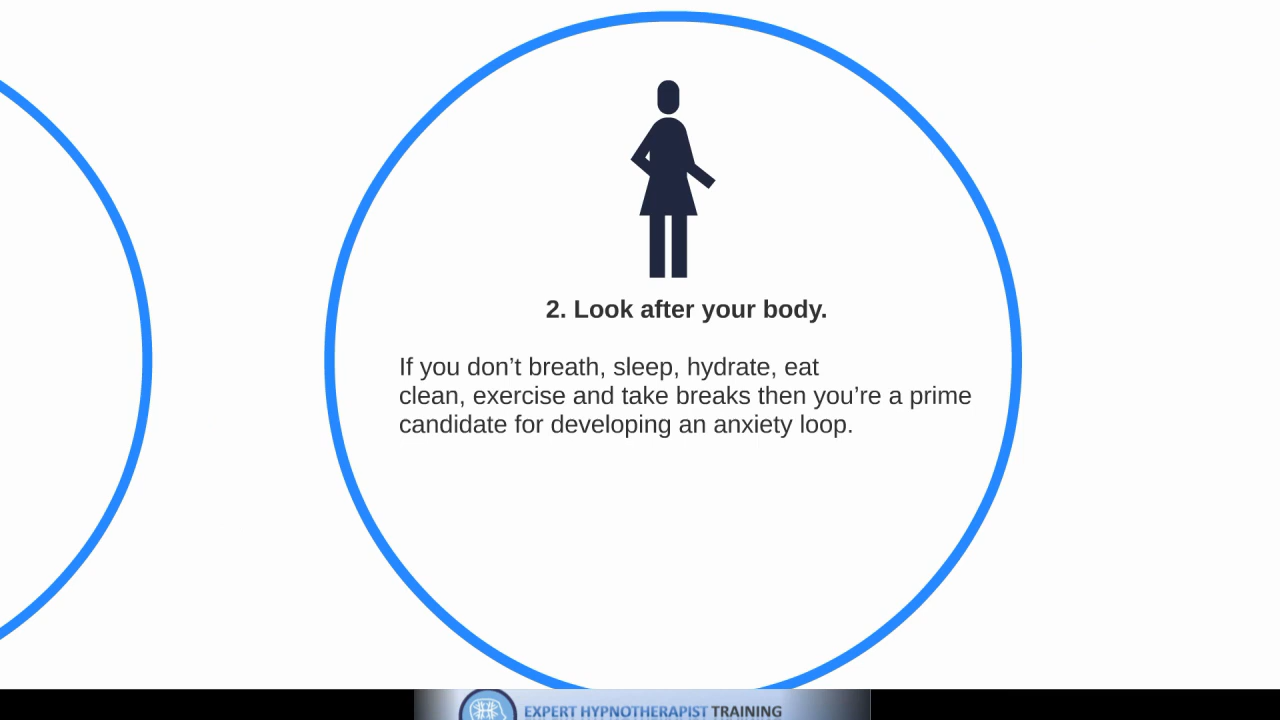 2. Look after your body.
If you don’t breath, sleep, hydrate, eat
clean, exercise and take breaks then you’re a prime
candidate for developing an anxiety loop.
EXPERT HYPNOTHERAPIST TRAINING